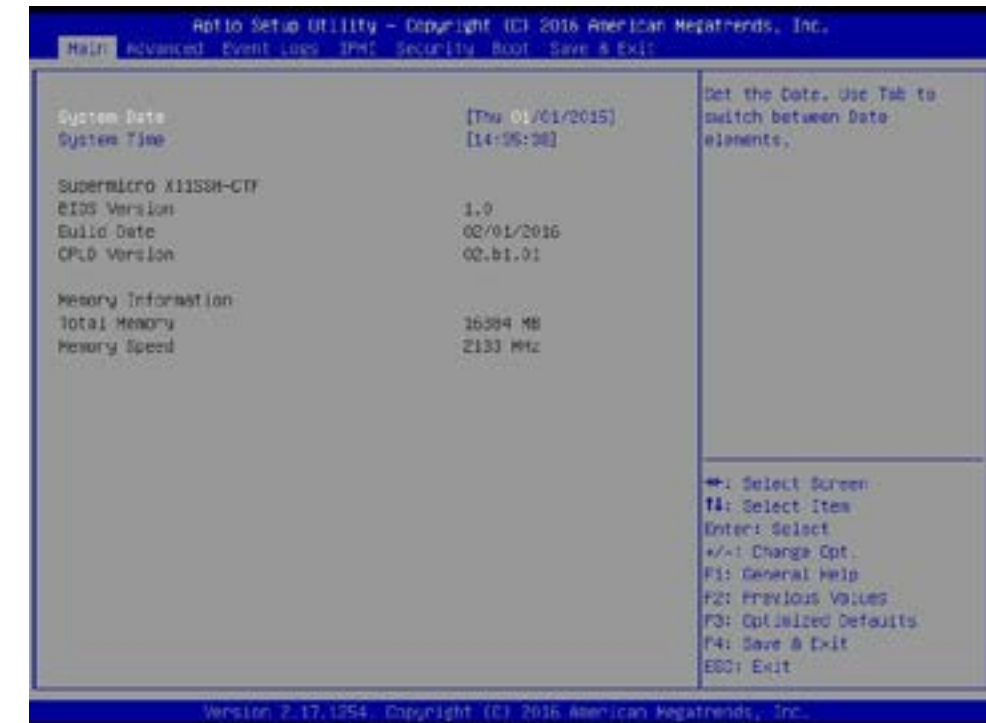 Aptio Setup Utility – Copyright (C) 2016 American Megatrends, Inc.
Main Advanced Event Logs IPMI Security Boot Save & Exit
System Date [Thu 01/01/2015]
System Time
Supermicro X11SSH-CTF
BIOS Version 1.0
Build Date 02/01/2016
CPLD Version 02.b1.01
Memory Information
Total Memory 16384 MB
Memory Speed 2133 MHz
Set the Date. Use Tab to
switch between Date
elements.
→←: Select Screen
↑↓: Select Item
Enter: Select
+/-: Change Opt.
F1: General Help
F2: Previous Values
F3: Optimized Defaults
F4: Save & Exit
ESC: Exit
Version 2.17.1254. Copyright (C) 2016 American Megatrends, Inc.